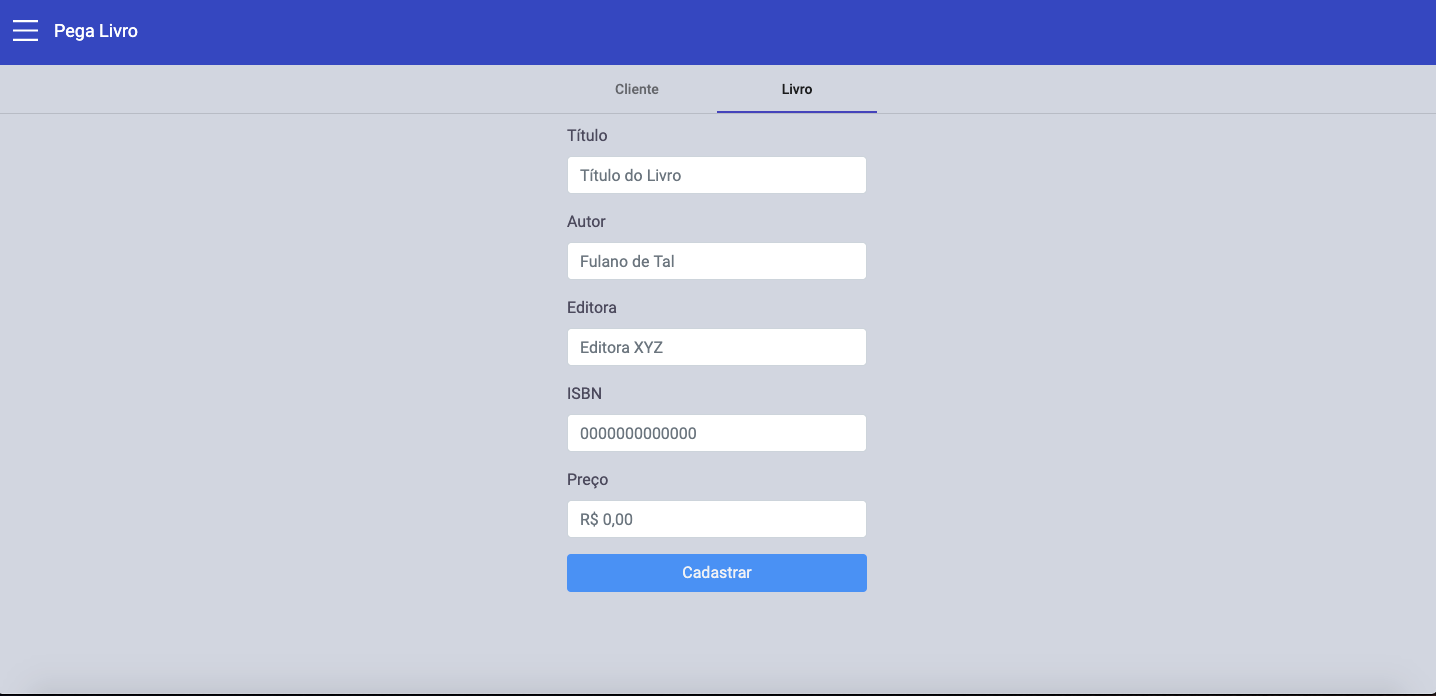 Pega Livro
Cliente Livro
Título
Título do Livro
Autor
Fulano de Tal
Editora
Editora XYZ
ISBN
0000000000000
Preço
R$ 0,00
Cadastrar